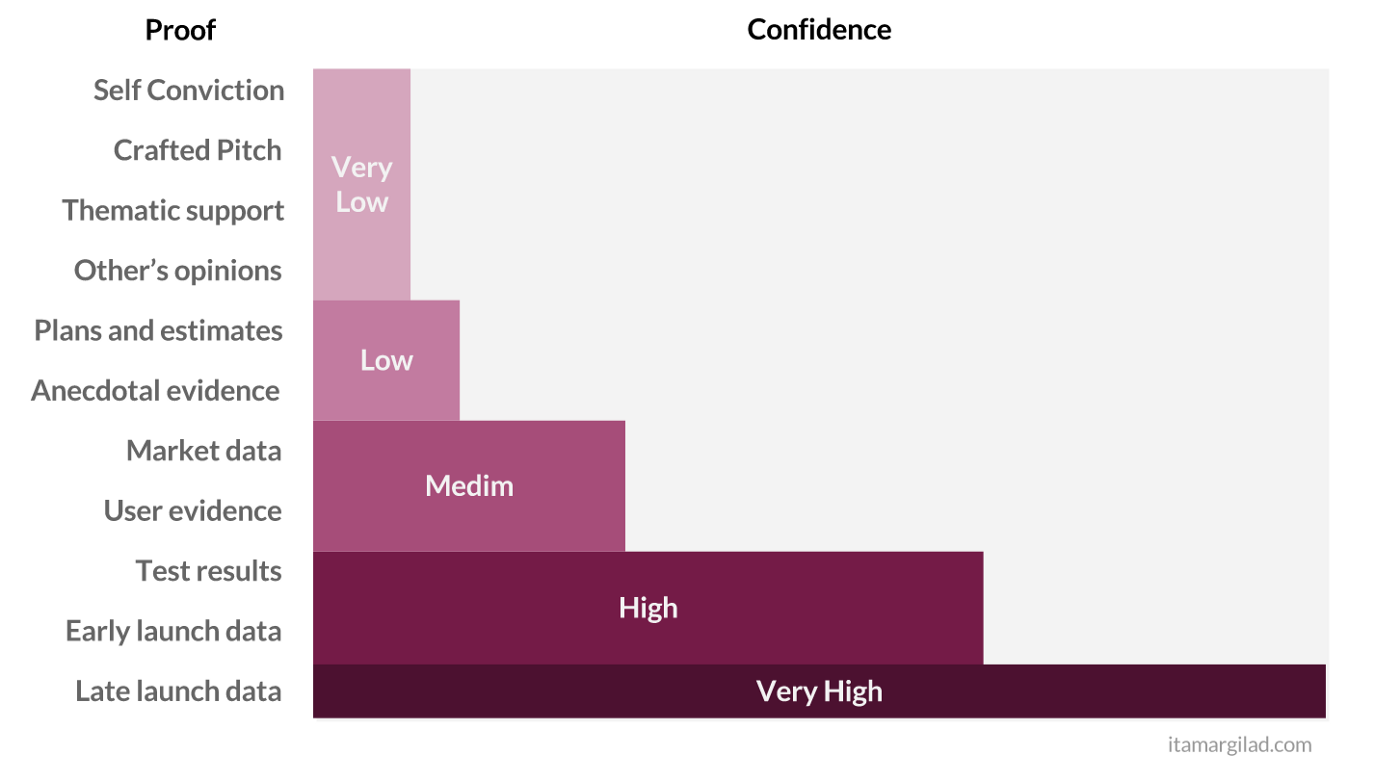 Proof
Confidence
Self Conviction
Crafted Pitch
Thematic support
Other’s opinions
Very
Low
Plans and estimates
Anecdotal evidence
Low
Market data
User evidence
Medim
Test results
Early launch data
High
Late launch data
Very High
itamargilad.com